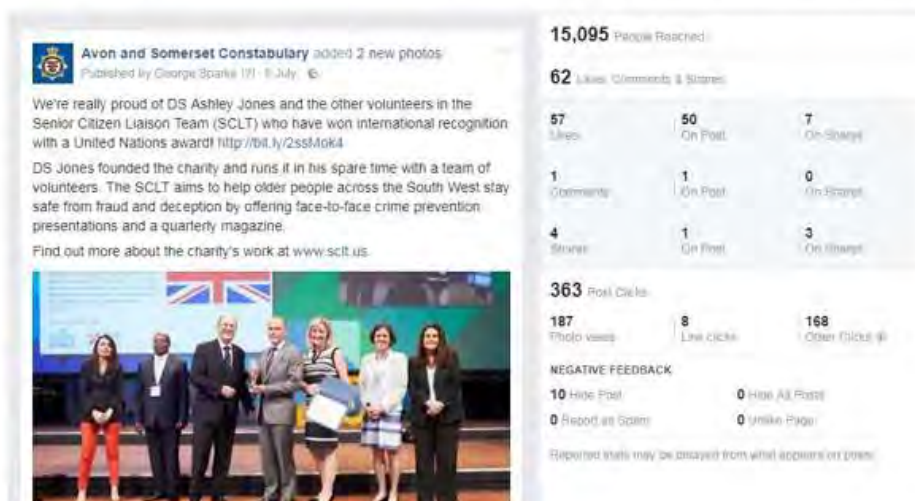 Avon and Somerset Constabulary added 2 new photos
Published by George Sparks [?] · 5 July
We're really proud of DS Ashley Jones and the other volunteers in the
Senior Citizen Liaison Team (SCLT) who have won international recognition
with a United Nations award! http://bit.ly/2ssMok4
DS Jones founded the charity and runs it in his spare time with a team of
volunteers. The SCLT aims to help older people across the South West stay
safe from fraud and deception by offering face-to-face crime prevention
presentations and a quarterly magazine.
Find out more about the charity's work at www.sclt.us.
15,095 People Reached
62 Likes, Comments & Shares
57 50 7
Likes On Post On Shares
1 1 0
Comments On Post On Shares
4 1 3
Shares On Post On Shares
363 Post Clicks
187 8 168
Photo views Link clicks Other Clicks
NEGATIVE FEEDBACK
10 Hide Post 0 Hide All Posts
0 Report as Spam 0 Unlike Page
Reported stats may be delayed from what appears on posts